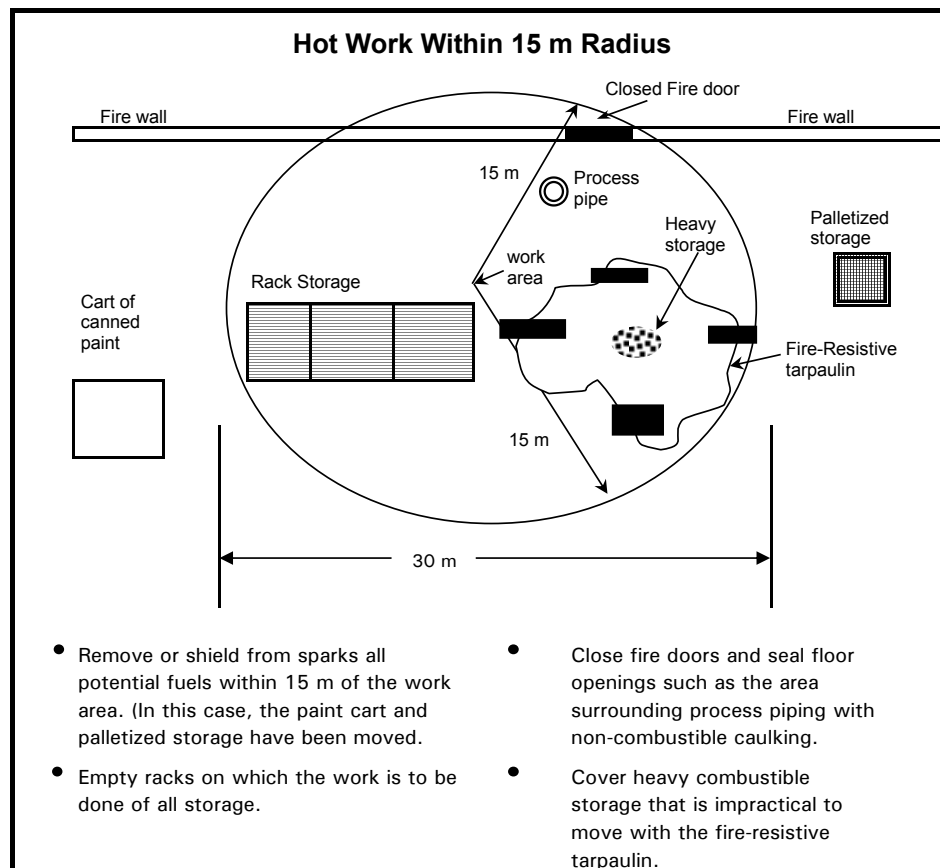 Hot Work Within 15 m Radius
Closed Fire door
Fire wall
Fire wall
15 m
Process
pipe
Heavy
storage
Palletized
storage
work
area
Rack Storage
Cart of
canned
paint
Fire-Resistive
tarpaulin
15 m
30 m
• Remove or shield from sparks all
potential fuels within 15 m of the work
area. (In this case, the paint cart and
palletized storage have been moved.
• Empty racks on which the work is to be
done of all storage.
• Close fire doors and seal floor
openings such as the area
surrounding process piping with
non-combustible caulking.
• Cover heavy combustible
storage that is impractical to
move with the fire-resistive
tarpaulin.